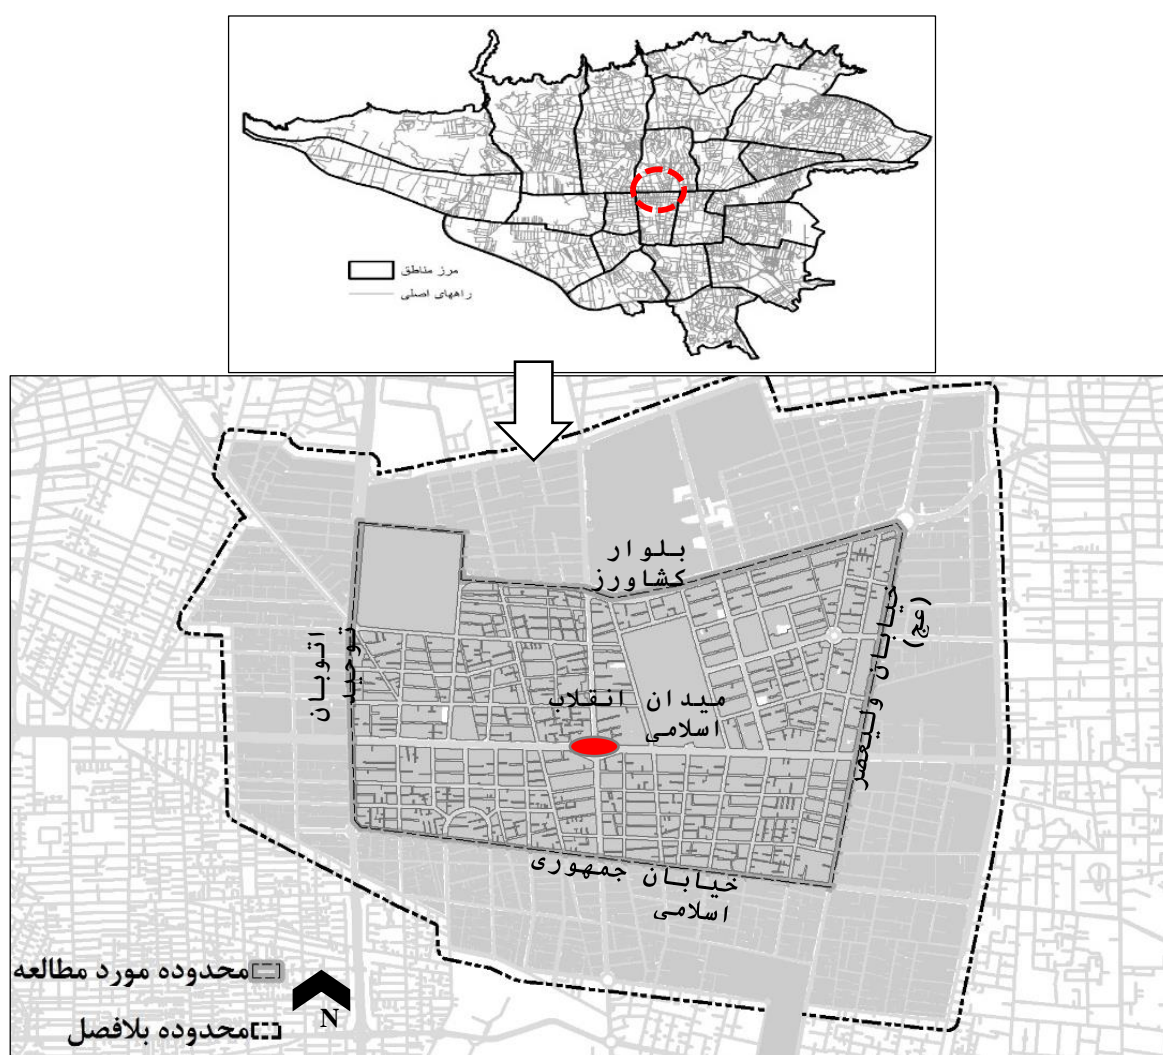 مرز مناطق
راههای اصلی
بلوار
کشاورز
خیابان ولیعصر
(عج)
اتوبان
توحید
میدان انقلاب
اسلامی
خیابان جمهوری
اسلامی
محدوده مورد مطالعه
محدوده بلافصل
N